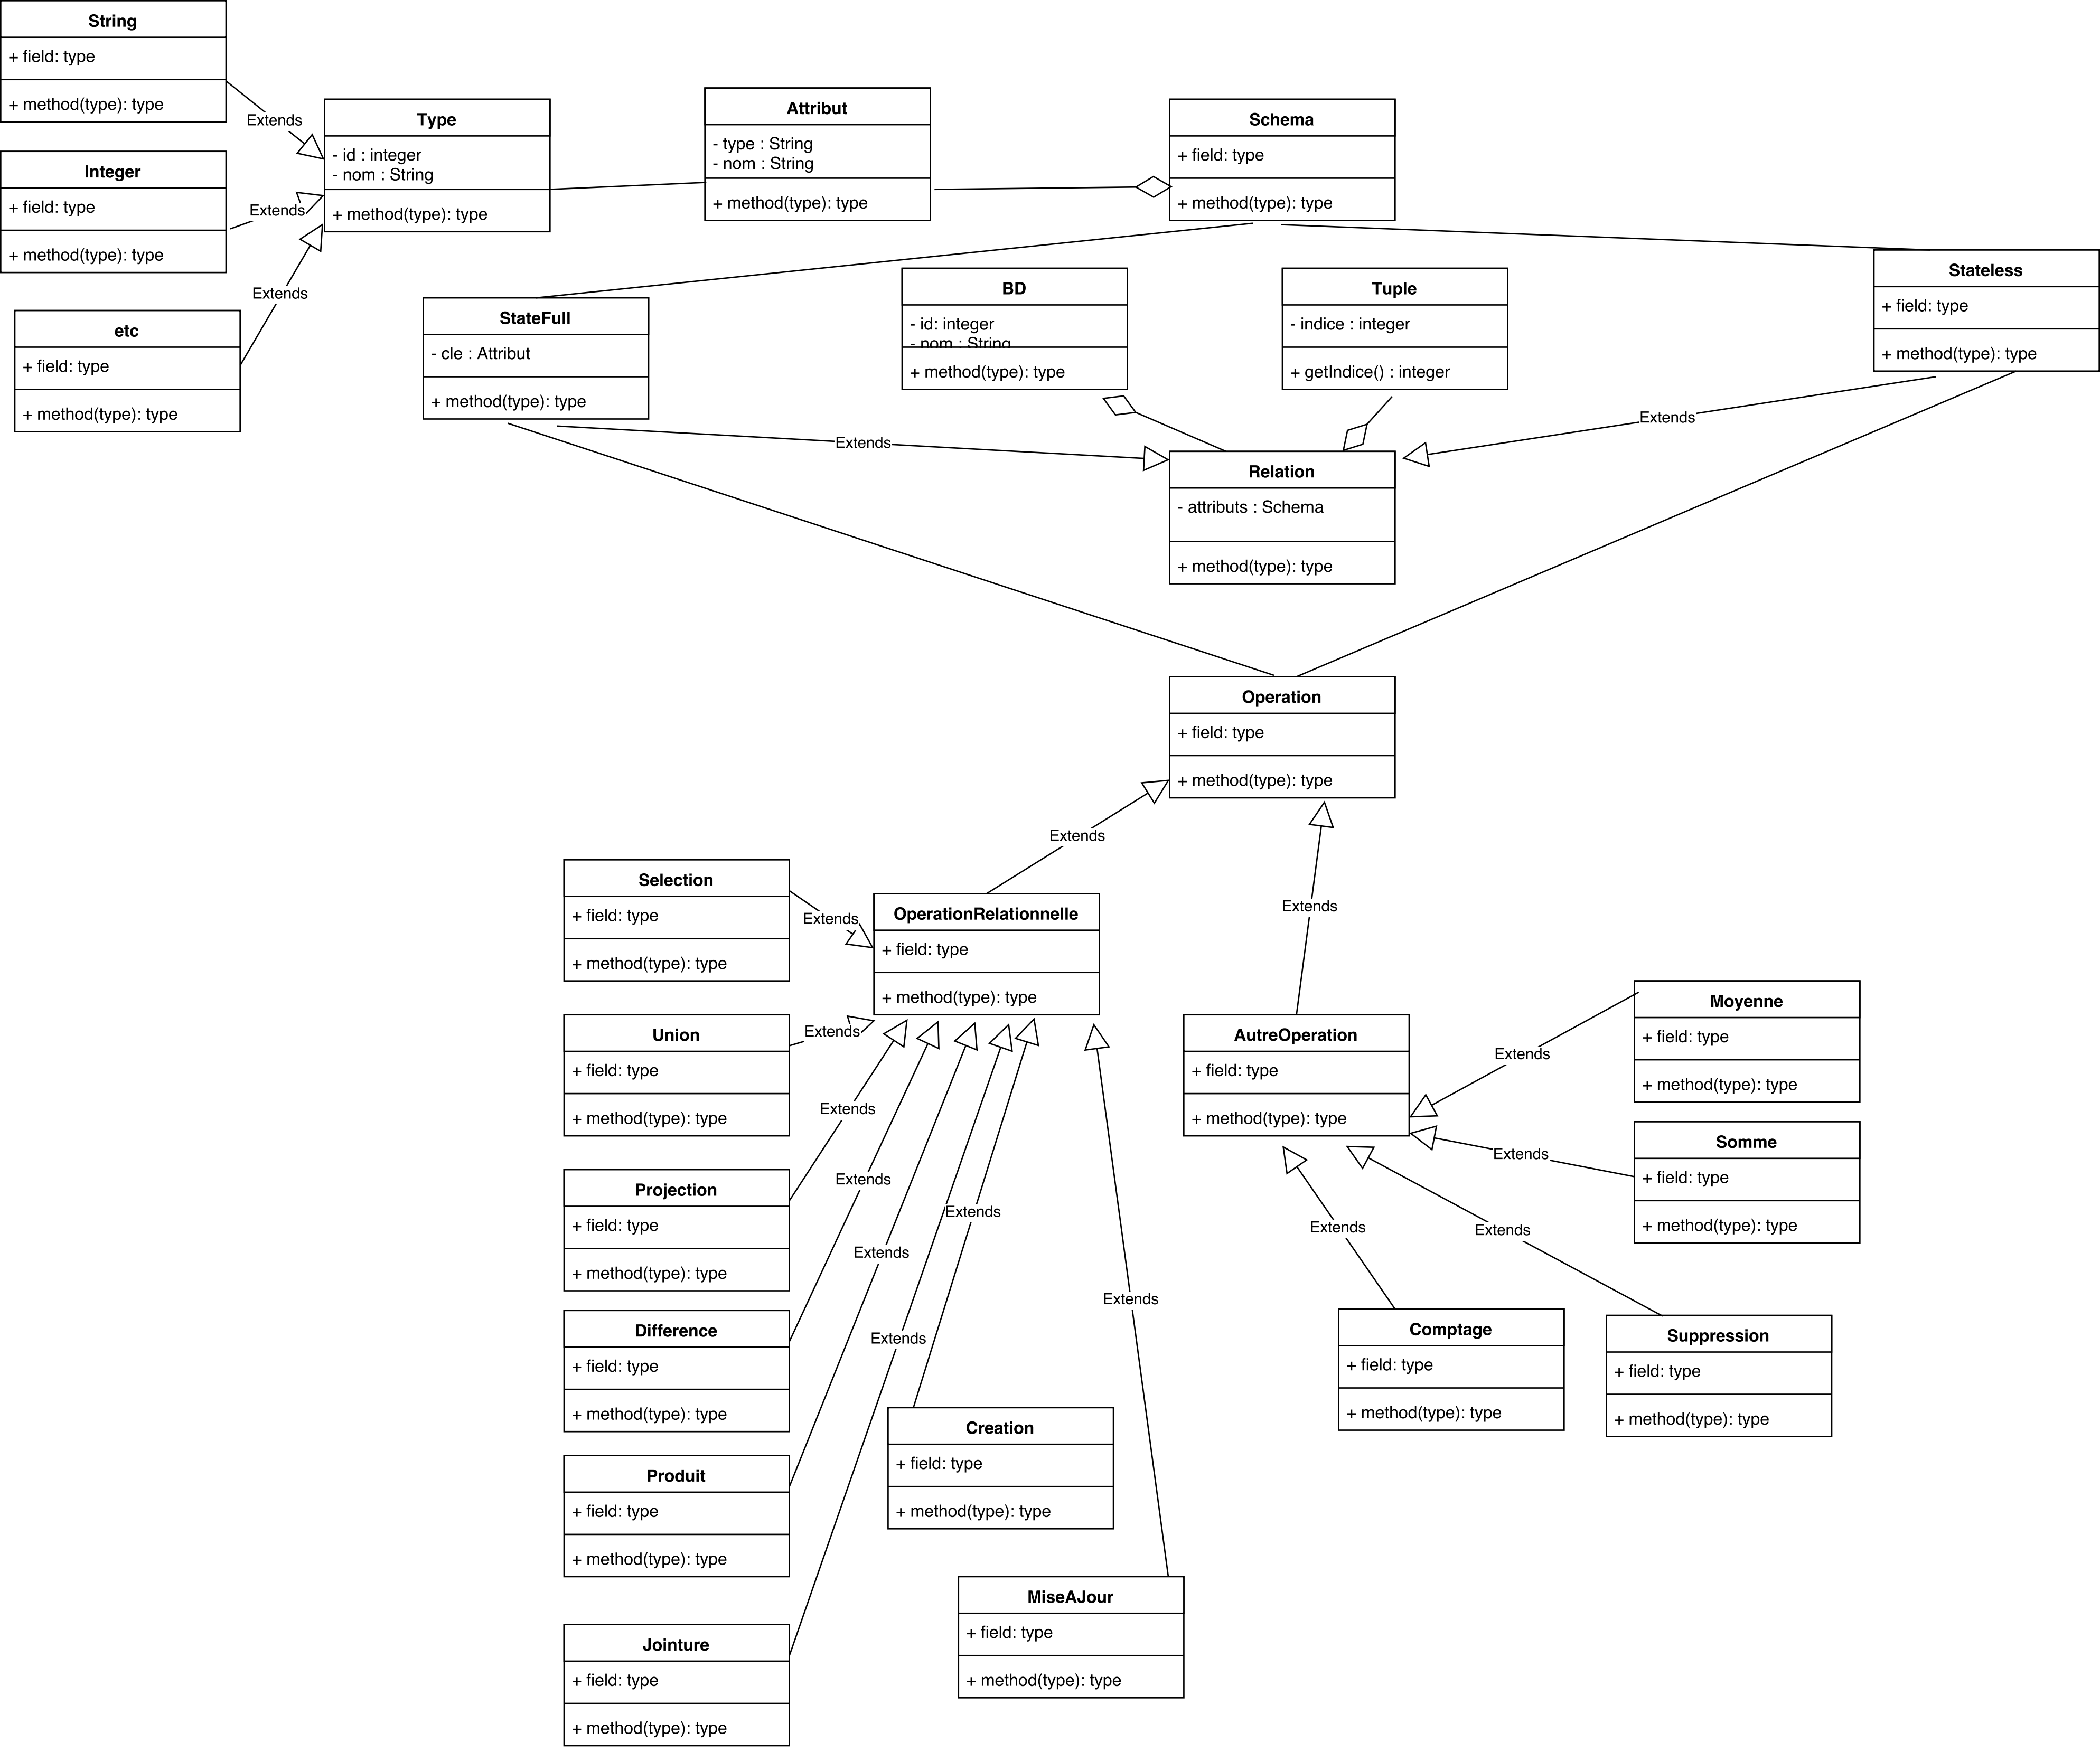 String
+ field: type
+ method(type): type
Extends
Integer
+ field: type
+ method(type): type
Extends
etc
+ field: type
+ method(type): type
Extends
Type
- id : integer
- nom : String
+ method(type): type
Attribut
- type : String
- nom : String
+ method(type): type
Schema
+ field: type
+ method(type): type
StateFull
- cle : Attribut
+ method(type): type
BD
- id: integer
- nom : String
+ method(type): type
Tuple
- indice : integer
+ getIndice() : integer
Stateless
+ field: type
+ method(type): type
Extends
Extends
Relation
- attributs : Schema
+ method(type): type
Operation
+ field: type
+ method(type): type
Extends
Extends
Selection
+ field: type
+ method(type): type
Extends
OperationRelationnelle
+ field: type
+ method(type): type
Union
+ field: type
+ method(type): type
Extends
Projection
+ field: type
+ method(type): type
Extends
Difference
+ field: type
+ method(type): type
Extends
Produit
+ field: type
+ method(type): type
Extends
Jointure
+ field: type
+ method(type): type
Extends
Creation
+ field: type
+ method(type): type
Extends
MiseAJour
+ field: type
+ method(type): type
Extends
AutreOperation
+ field: type
+ method(type): type
Moyenne
+ field: type
+ method(type): type
Extends
Somme
+ field: type
+ method(type): type
Extends
Comptage
+ field: type
+ method(type): type
Extends
Suppression
+ field: type
+ method(type): type
Extends